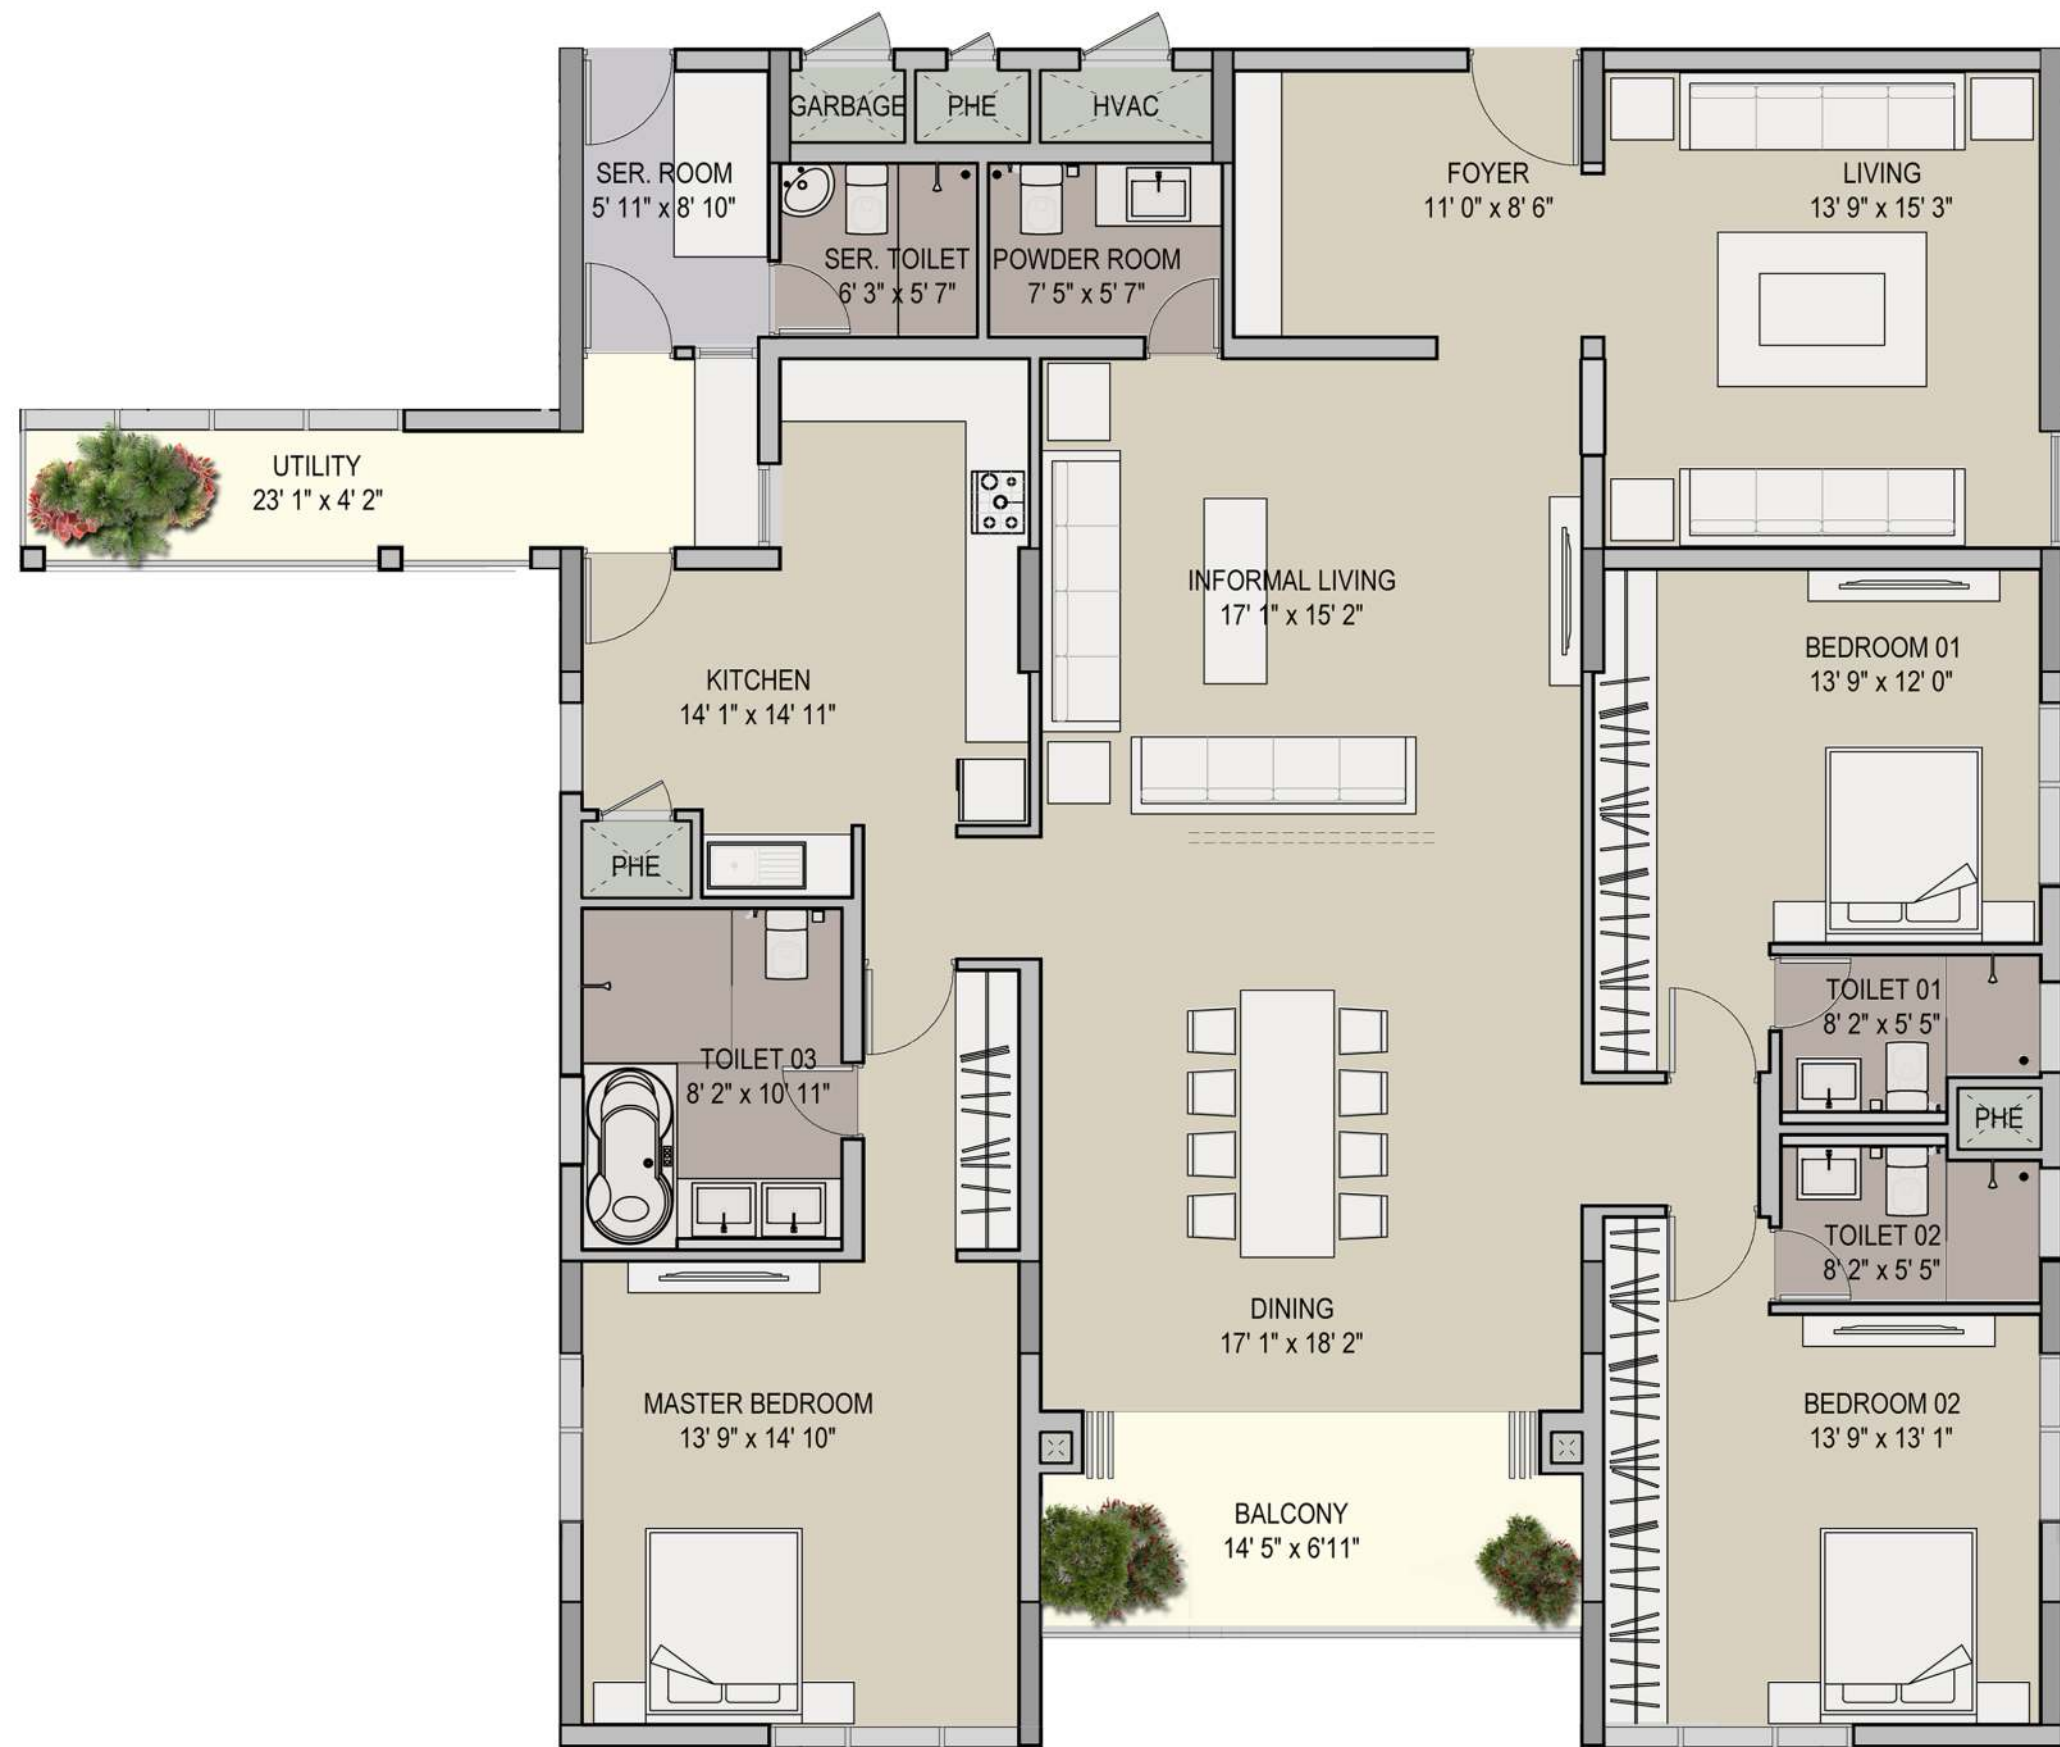 GARBAGE
PHE
HVAC
SER. ROOM
5' 11" x 8' 10"
FOYER
11' 0" x 8' 6"
LIVING
13' 9" x 15' 3"
SER. TOILET
6' 3" x 5' 7"
POWDER ROOM
7' 5" x 5' 7"
UTILITY
23' 1" x 4' 2"
INFORMAL LIVING
17' 1" x 15' 2"
KITCHEN
14' 1" x 14' 11"
BEDROOM 01
13' 9" x 12' 0"
PHE
TOILET 01
8' 2" x 5' 5"
TOILET 03
8' 2" x 10' 11"
PHE
TOILET 02
8' 2" x 5' 5"
DINING
17' 1" x 18' 2"
MASTER BEDROOM
13' 9" x 14' 10"
BEDROOM 02
13' 9" x 13' 1"
BALCONY
14' 5" x 6'11"